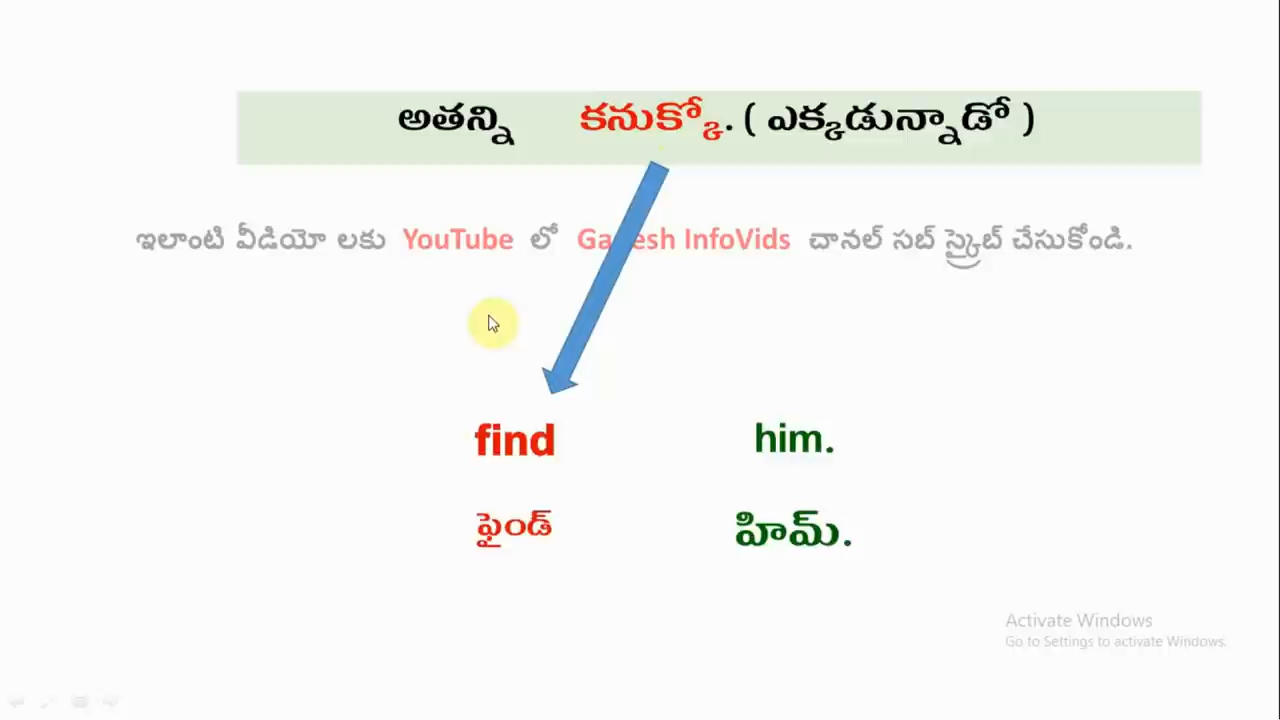 అతన్ని కనుక్కో. ( ఎక్కడున్నాడో )
ఇలాంటి వీడియో లకు YouTube లో Ganesh InfoVids చానల్ సబ్ స్క్రైబ్ చేసుకోండి.
find him.
ఫైండ్ హిమ్.
Activate Windows
Go to Settings to activate Windows.